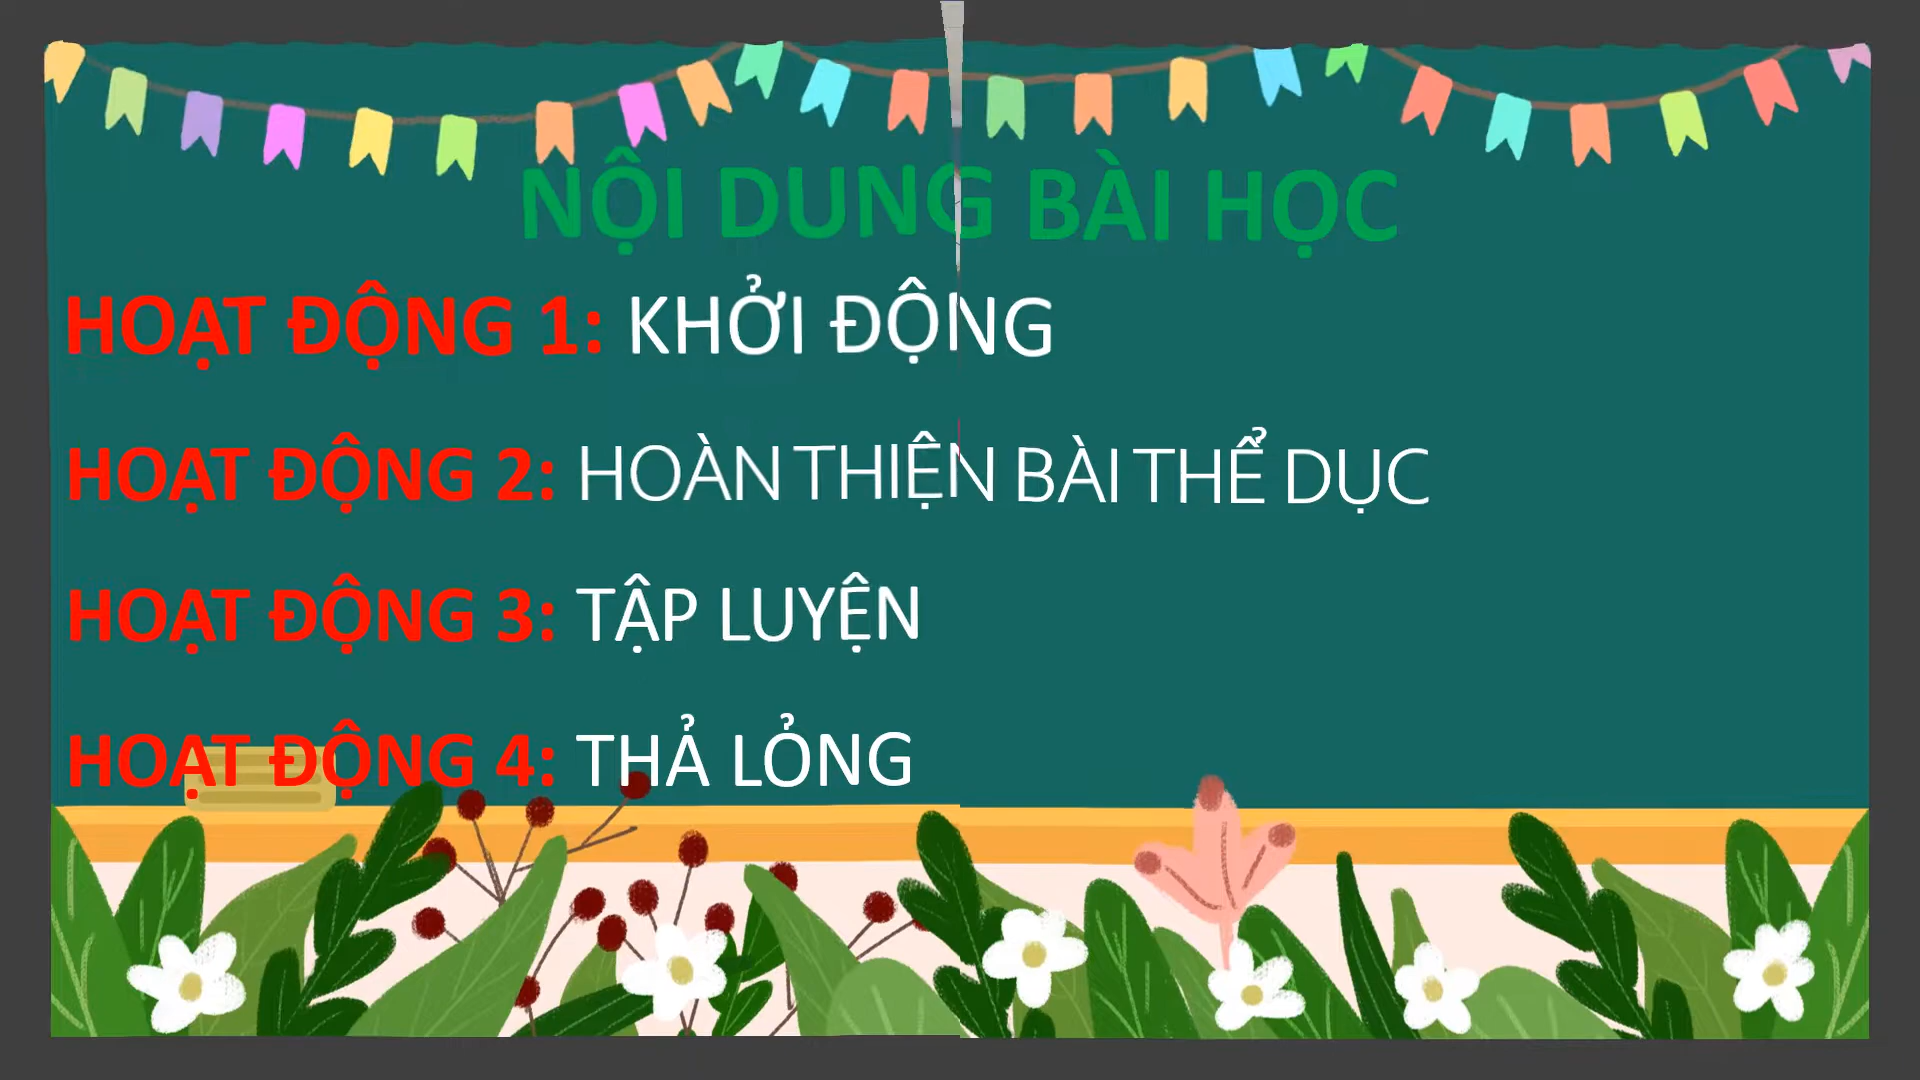 NỘI DUNG BÀI HỌC
HOẠT ĐỘNG 1: KHỞI ĐỘNG
HOẠT ĐỘNG 2: HOÀN THIỆN BÀI THỂ DỤC
HOẠT ĐỘNG 3: TẬP LUYỆN
HOẠT ĐỘNG 4: THẢ LỎNG